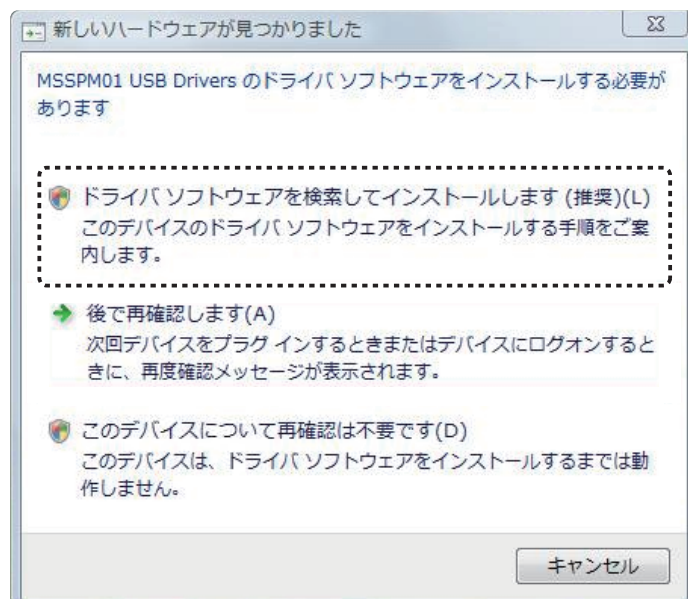 新しいハードウェアが見つかりました
MSSPM01 USB Drivers のドライバ ソフトウェアをインストールする必要が
あります
ドライバ ソフトウェアを検索してインストールします (推奨)(L)
このデバイスのドライバ ソフトウェアをインストールする手順をご案
内します。
後で再確認します(A)
次回デバイスをプラグ インするときまたはデバイスにログオンすると
きに、再度確認メッセージが表示されます。
このデバイスについて再確認は不要です(D)
このデバイスは、ドライバ ソフトウェアをインストールするまでは動
作しません。
キャンセル